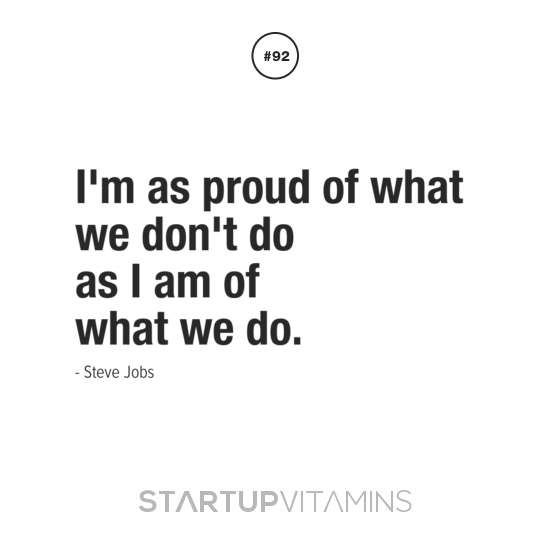 #92
I'm as proud of what
we don't do
as I am of
what we do.
- Steve Jobs
STARTUPVITAMINS